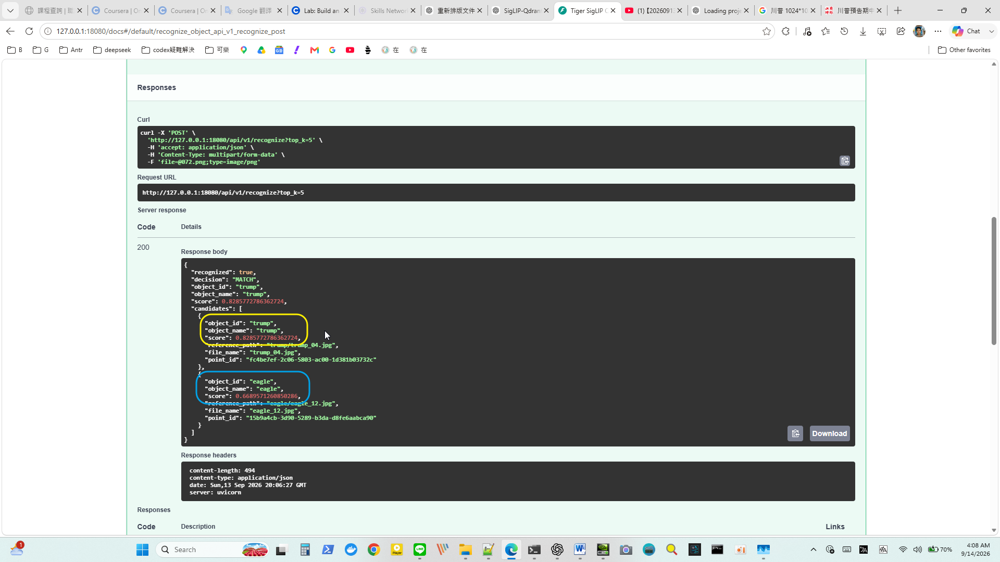 課程查詢 | 職
Coursera | On
Coursera | On
Google 翻譯
Lab: Build an
Skills Networ
重新排版文件
SigLIP-Qdran
Tiger SigLIP C
(1) 【2026091
Loading proje
川普 1024*10
川普預告期中
127.0.0.1:18080/docs#/default/recognize_object_api_v1_recognize_post
Chat
B
G
Antr
deepseek
codex疑難解決
可樂
在
在
Other favorites
Responses
Curl
curl -X 'POST' \
'http://127.0.0.1:18080/api/v1/recognize?top_k=5' \
-H 'accept: application/json' \
-H 'Content-Type: multipart/form-data' \
-F 'file=@072.png;type=image/png'
Request URL
http://127.0.0.1:18080/api/v1/recognize?top_k=5
Server response
Code Details
200
Response body
{
"recognized": true,
"decision": "MATCH",
"object_id": "trump",
"object_name": "trump",
"score": 0.8285772786362724,
"candidates": [
{
"object_id": "trump",
"object_name": "trump",
"score": 0.8285772786362724,
"reference_path": "trump/trump_04.jpg",
"file_name": "trump_04.jpg",
"point_id": "fc4be7ef-2c06-5803-ac00-1d381b03732c"
},
{
"object_id": "eagle",
"object_name": "eagle",
"score": 0.6689571260850286,
"reference_path": "eagle/eagle_12.jpg",
"file_name": "eagle_12.jpg",
"point_id": "15b9a4cb-3d90-5289-b3da-d8fe6aabca90"
}
]
}
Download
Response headers
content-length: 494
content-type: application/json
date: Sun,13 Sep 2026 20:06:27 GMT
server: uvicorn
Responses
Code Description Links
1
Search
Player
LINE
70%
4:08 AM
9/14/2026